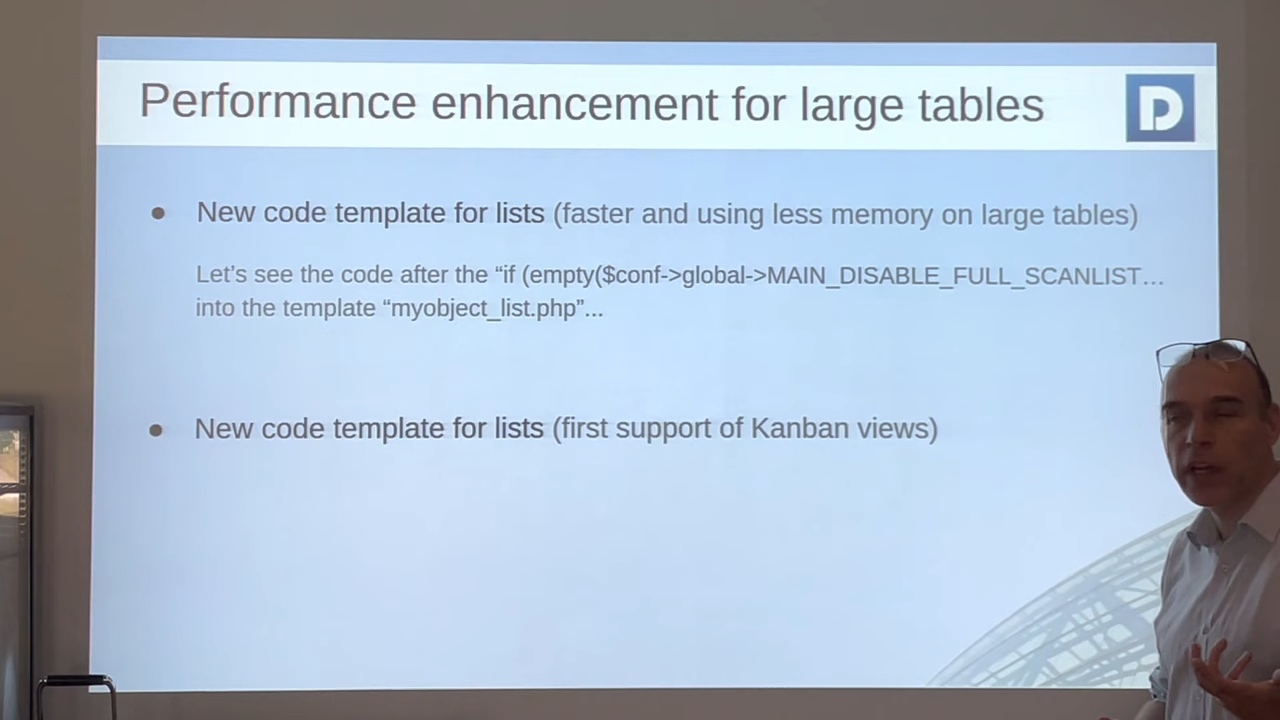 Performance enhancement for large tables
D
● New code template for lists (faster and using less memory on large tables)
Let's see the code after the “if (empty($conf->global->MAIN_DISABLE_FULL_SCANLIST…
into the template “myobject_list.php”...
● New code template for lists (first support of Kanban views)